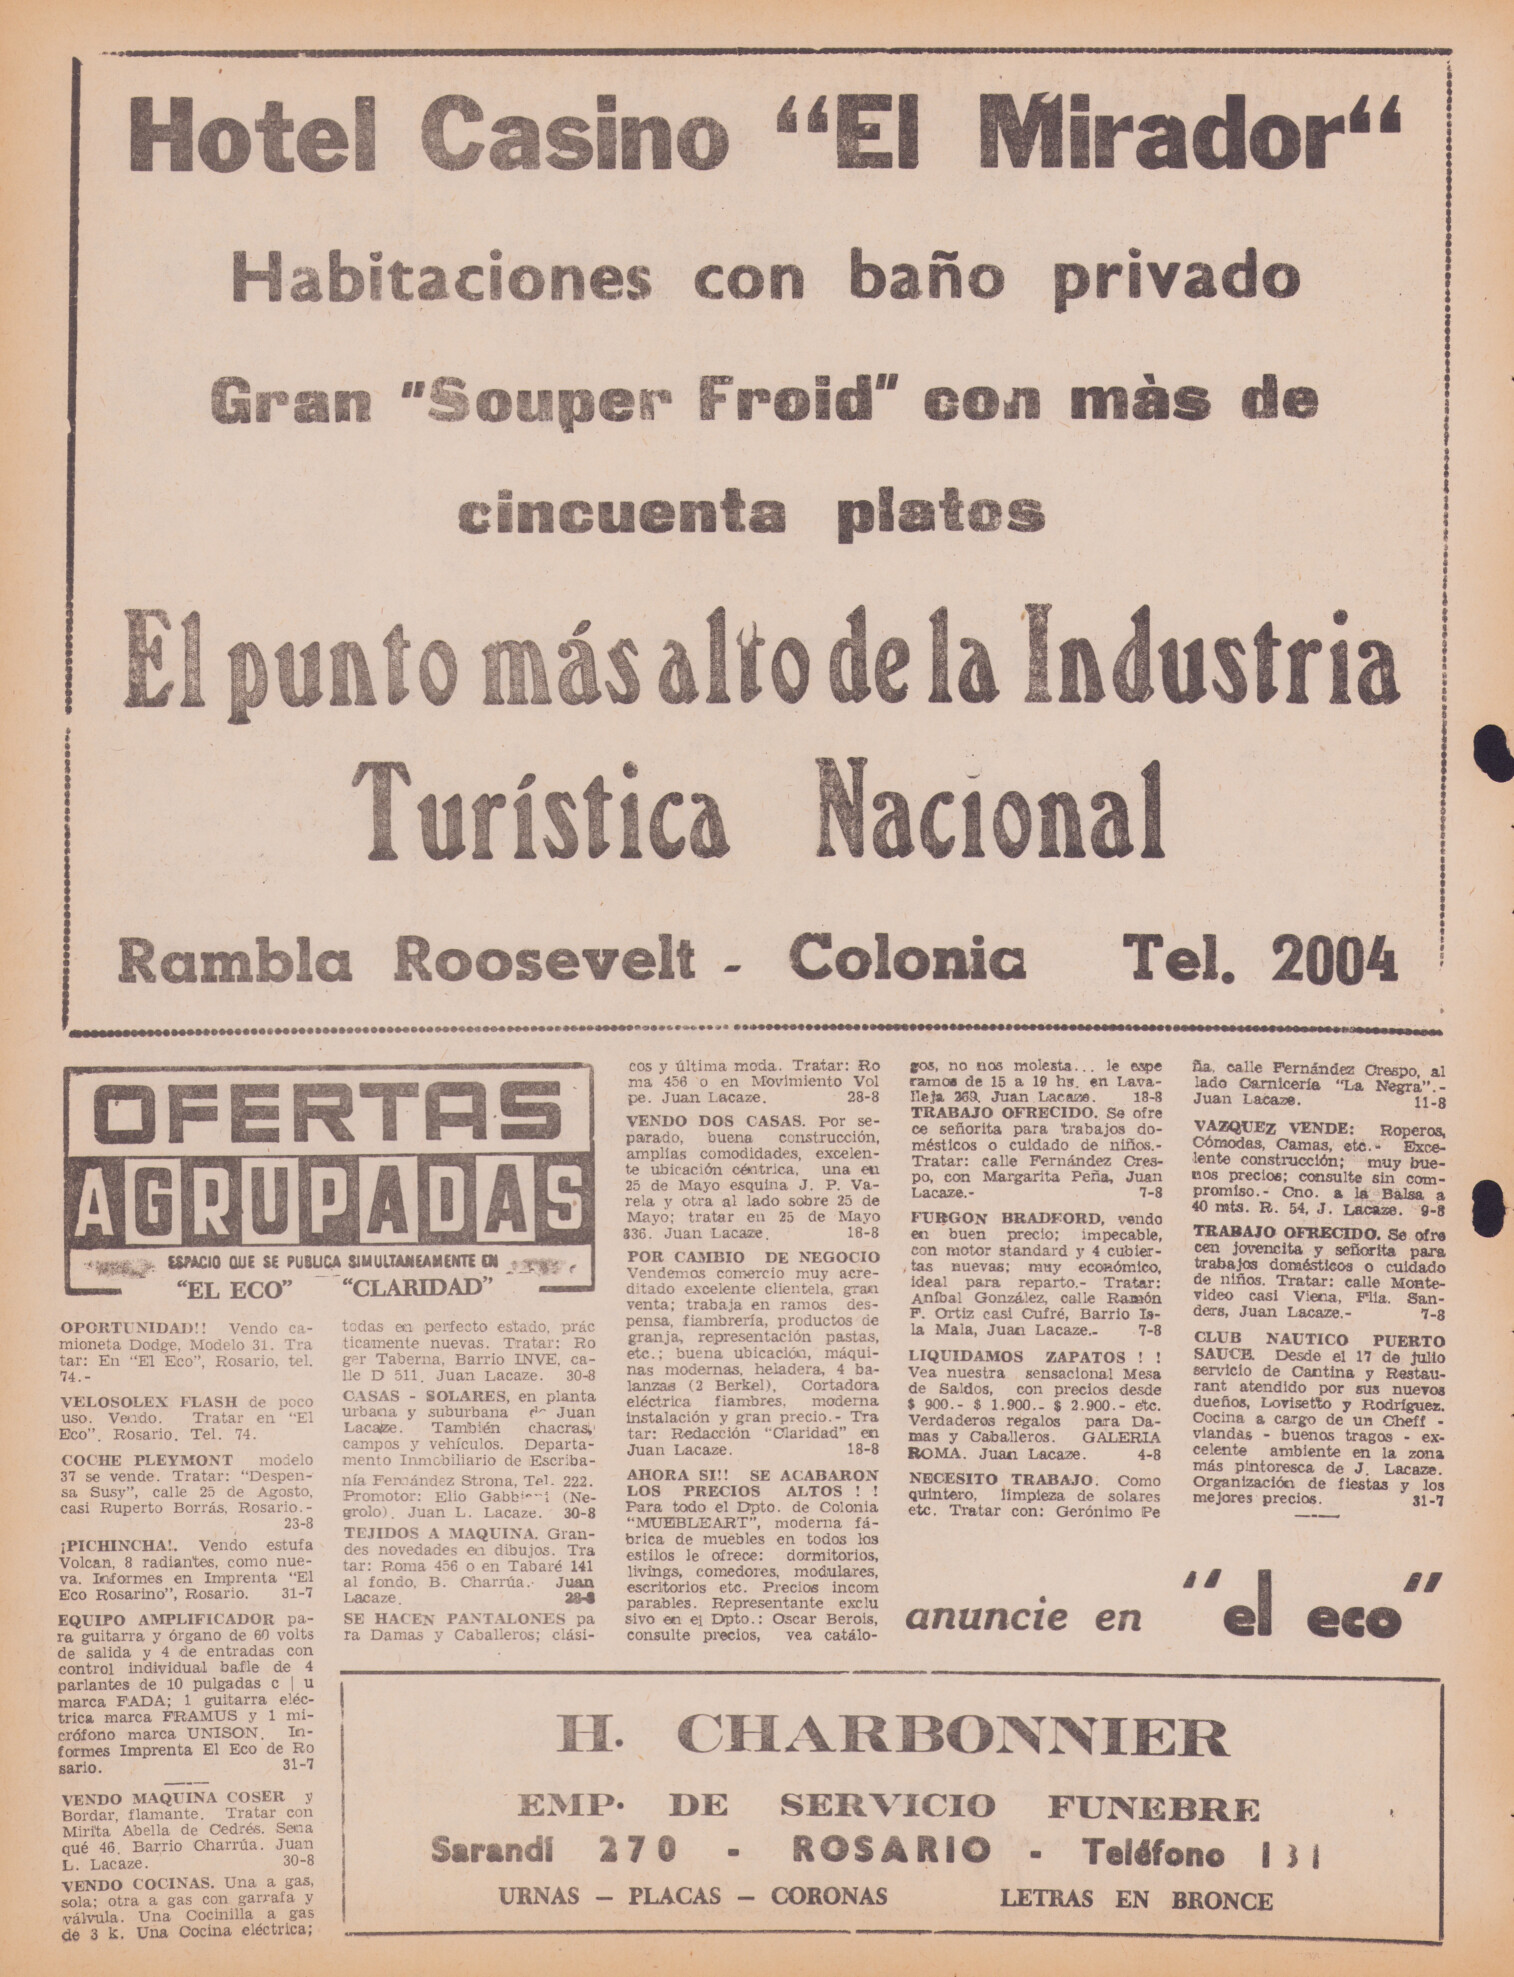 Hotel Casino “El Mirador“
Habitaciones con baño privado
Gran "Souper Froid" con màs de
cincuenta platos
El punto más alto de la Industria
Turística Nacional
Rambla Roosevelt - Colonia Tel. 2004
OFERTAS
AGRUPADAS
ESPACIO QUE SE PUBLICA SIMULTANEAMENTE EN
"EL ECO" "CLARIDAD"
OPORTUNIDAD!! Vendo ca-
mioneta Dodge, Modelo 31. Tra
tar: En "El Eco", Rosario, tel.
74.-
VELOSOLEX FLASH de poco
uso. Vendo. Tratar en "El
Eco". Rosario. Tel. 74.
COCHE PLEYMONT modelo
37 se vende. Tratar: "Despen-
sa Susy", calle 25 de Agosto,
casi Ruperto Borrás, Rosario.-
23-8
¡PICHINCHA!. Vendo estufa
Volcan, 8 radiantes, como nue-
va. Informes en Imprenta "El
Eco Rosarino", Rosario. 31-7
EQUIPO AMPLIFICADOR pa-
ra guitarra y órgano de 60 volts
de salida y 4 de entradas con
control individual bafle de 4
parlantes de 10 pulgadas c | u
marca FADA; 1 guitarra eléc-
trica marca FRAMUS y 1 mi-
crófono marca UNISON. In-
formes Imprenta El Eco de Ro
sario. 31-7
VENDO MAQUINA COSER y
Bordar, flamante. Tratar con
Mirita Abella de Cedrés. Sena
qué 46. Barrio Charrúa. Juan
L. Lacaze. 30-8
VENDO COCINAS. Una a gas,
sola; otra a gas con garrafa y
válvula. Una Cocinilla a gas
de 3 k. Una Cocina eléctrica;
todas en perfecto estado, prác
ticamente nuevas. Tratar: Ro
ger Taberna, Barrio INVE, ca-
lle D 511. Juan Lacaze. 30-8
CASAS - SOLARES, en planta
urbana y suburbana de Juan
Lacaze. También chacras,
campos y vehículos. Departa-
mento Inmobiliario de Escriba-
nía Fernández Strona, Tel. 222.
Promotor: Elio Gabbiani (Ne-
grolo). Juan L. Lacaze. 30-8
TEJIDOS A MAQUINA. Gran-
des novedades en dibujos. Tra
tar: Roma 456 o en Tabaré 141
al fondo, B. Charrúa.- Juan
Lacaze. 28-8
SE HACEN PANTALONES pa
ra Damas y Caballeros; clási-
cos y última moda. Tratar: Ro
ma 456 o en Movimiento Vol
pe. Juan Lacaze. 28-8
VENDO DOS CASAS. Por se-
parado, buena construcción,
amplias comodidades, excelen-
te ubicación céntrica, una en
25 de Mayo esquina J. P. Va-
rela y otra al lado sobre 25 de
Mayo; tratar en 25 de Mayo
336. Juan Lacaze. 18-8
POR CAMBIO DE NEGOCIO
Vendemos comercio muy acre-
ditado excelente clientela, gran
venta; trabaja en ramos des-
pensa, fiambrería, productos de
granja, representación pastas,
etc.; buena ubicación, máqui-
nas modernas, heladera, 4 ba-
lanzas (2 Berkel), Cortadora
eléctrica fiambres, moderna
instalación y gran precio.- Tra
tar: Redacción "Claridad" en
Juan Lacaze. 18-8
AHORA SI!! SE ACABARON
LOS PRECIOS ALTOS ! !
Para todo el Dpto. de Colonia
"MUEBLEART", moderna fá-
brica de muebles en todos los
estilos le ofrece: dormitorios,
livings, comedores, modulares,
escritorios etc. Precios incom
parables. Representante exclu
sivo en el Dpto.: Oscar Berois,
consulte precios, vea catálo-
gos, no nos molesta... le espe
ramos de 15 a 19 hs. en Lava-
lleja 269. Juan Lacaze. 18-8
TRABAJO OFRECIDO. Se ofre
ce señorita para trabajos do-
mésticos o cuidado de niños.-
Tratar: calle Fernández Cres-
po, con Margarita Peña, Juan
Lacaze.- 7-8
FURGON BRADFORD, vendo
en buen precio; impecable,
con motor standard y 4 cubier-
tas nuevas; muy económico,
ideal para reparto.- Tratar:
Aníbal González, calle Ramón
F. Ortiz casi Cufré, Barrio Is-
la Mala, Juan Lacaze.- 7-8
LIQUIDAMOS ZAPATOS ! !
Vea nuestra sensacional Mesa
de Saldos, con precios desde
$ 900.- $ 1.900.- $ 2.900.- etc.
Verdaderos regalos para Da-
mas y Caballeros. GALERIA
ROMA. Juan Lacaze. 4-8
NECESITO TRABAJO. Como
quintero, limpieza de solares
etc. Tratar con: Gerónimo Pe
ña, calle Fernández Crespo, al
lado Carnicería "La Negra".-
Juan Lacaze. 11-8
VAZQUEZ VENDE: Roperos,
Cómodas, Camas, etc.- Exce-
lente construcción; muy bue-
nos precios; consulte sin com-
promiso.- Cno. a la Balsa a
40 mts. R. 54, J. Lacaze. 9-8
TRABAJO OFRECIDO. Se ofre
cen jovencita y señorita para
trabajos domésticos o cuidado
de niños. Tratar: calle Monte-
video casi Viena, Flia. San-
ders, Juan Lacaze.- 7-8
CLUB NAUTICO PUERTO
SAUCE. Desde el 17 de julio
servicio de Cantina y Restau-
rant atendido por sus nuevos
dueños, Lovisetto y Rodríguez.
Cocina a cargo de un Cheff -
viandas - buenos tragos - ex-
celente ambiente en la zona
más pintoresca de J. Lacaze.
Organización de fiestas y los
mejores precios. 31-7
anuncie en "el eco"
H. CHARBONNIER
EMP. DE SERVICIO FUNEBRE
Sarandí 270 - ROSARIO - Teléfono 131
URNAS – PLACAS – CORONAS LETRAS EN BRONCE